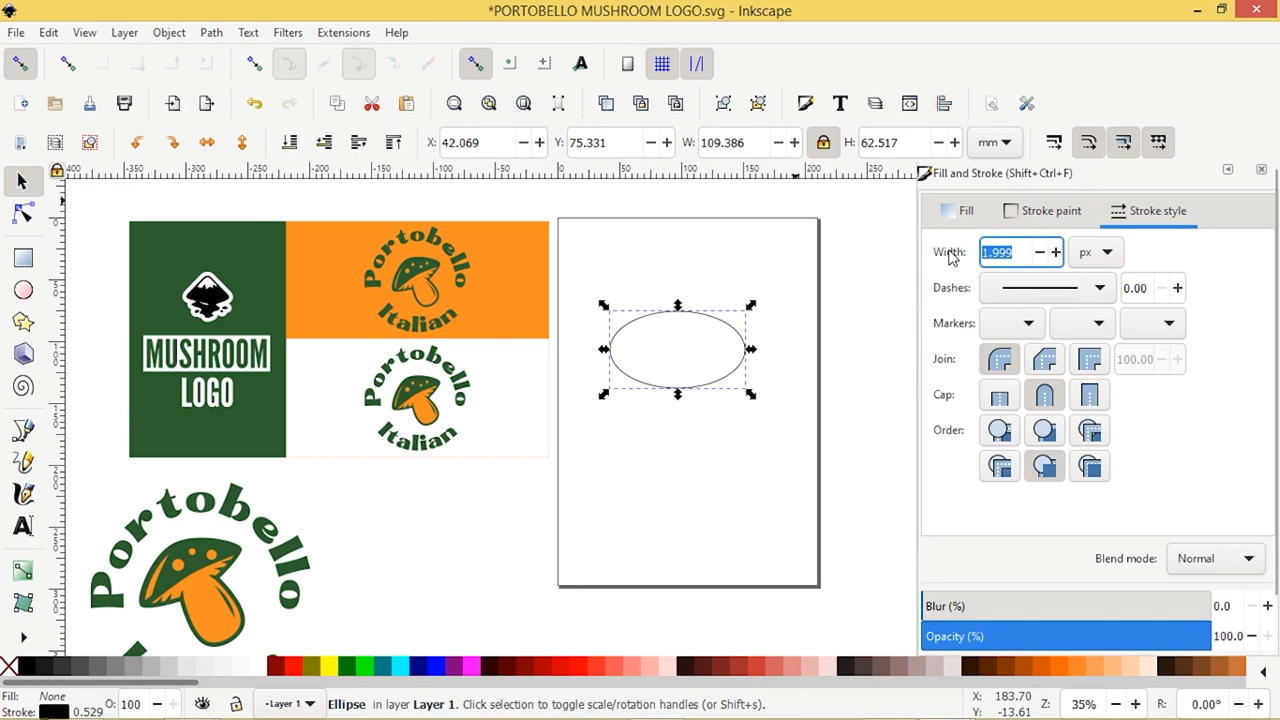 *PORTOBELLO MUSHROOM LOGO.svg - Inkscape
File Edit View Layer Object Path Text Filters Extensions Help
X: 42.069 Y: 75.331 W: 109.386 H: 62.517 mm
Fill and Stroke (Shift+Ctrl+F)
Fill Stroke paint Stroke style
Width: 1.999 px
Dashes: 0.00
Markers:
Join: 100.00
Cap:
Order:
Portobello
Italian
MUSHROOM
LOGO
Portobello
Italian
Portobello
Blend mode: Normal
Blur (%) 0.0
Opacity (%) 100.0
Fill: None
Stroke: 0.529
O: 100
Layer 1
Ellipse in layer Layer 1. Click selection to toggle scale/rotation handles (or Shift+s).
X: 183.70
Y: -13.61
Z: 35% R: 0.00°